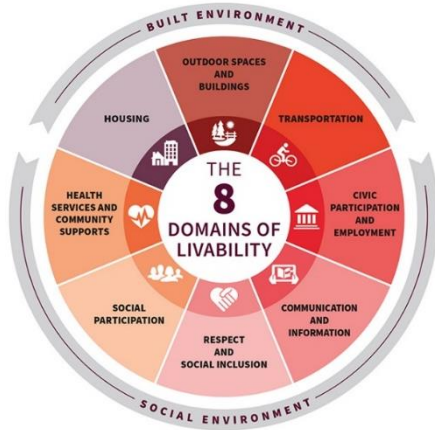 BUILT ENVIRONMENT
OUTDOOR SPACES
AND
BUILDINGS
TRANSPORTATION
CIVIC
PARTICIPATION
AND
EMPLOYMENT
COMMUNICATION
AND
INFORMATION
RESPECT
AND
SOCIAL INCLUSION
SOCIAL
PARTICIPATION
HEALTH
SERVICES AND
COMMUNITY
SUPPORTS
HOUSING
THE
8
DOMAINS OF
LIVABILITY
SOCIAL ENVIRONMENT